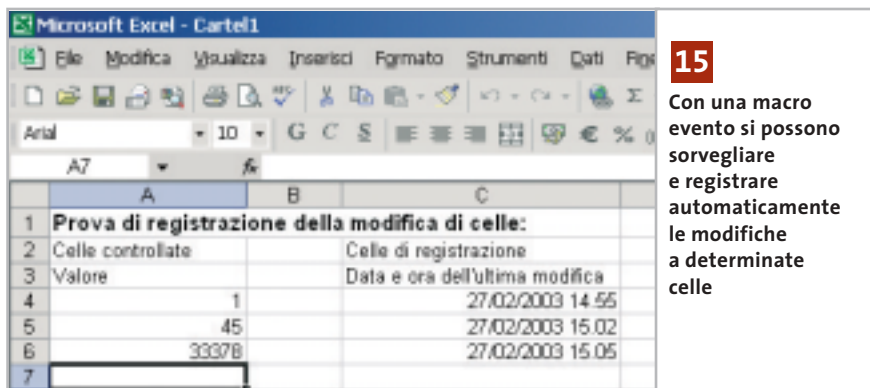 Microsoft Excel - Cartel1
File Modifica Visualizza Inserisci Formato Strumenti Dati
Arial 10 G C S € %
A7 fx
A B C
1 Prova di registrazione della modifica di celle:
2 Celle controllate Celle di registrazione
3 Valore Data e ora dell'ultima modifica
4 1 27/02/2003 14.55
5 45 27/02/2003 15.02
6 33378 27/02/2003 15.05
7
15
Con una macro
evento si possono
sorvegliare
e registrare
automaticamente
le modifiche
a determinate
celle